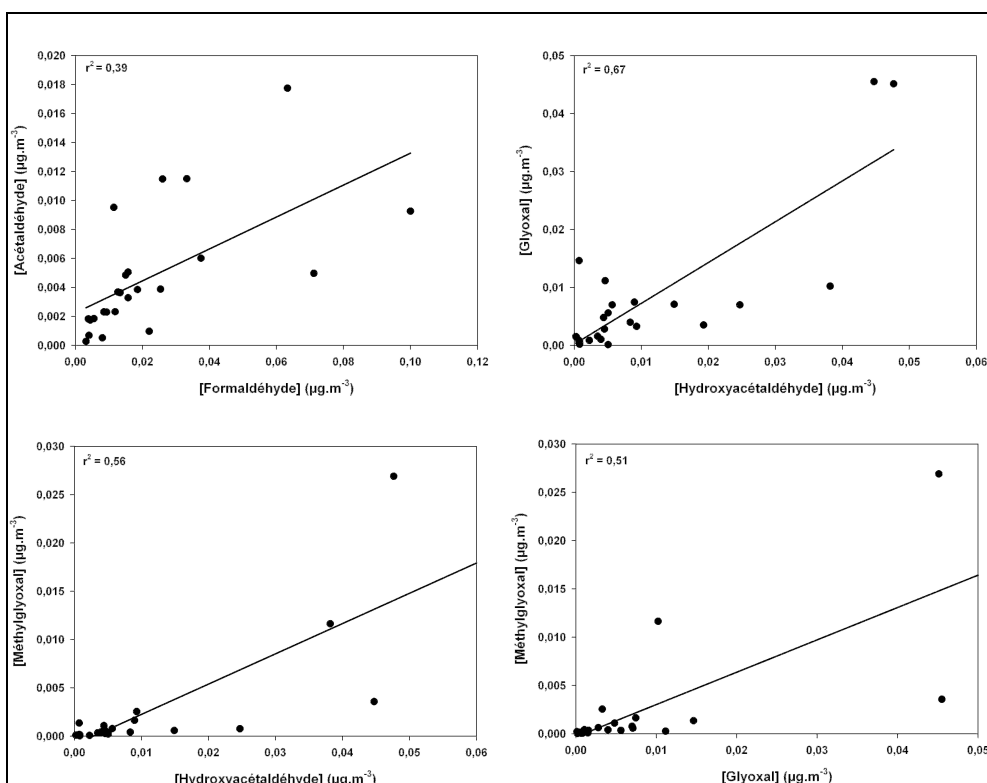 r² = 0,39
0,020
0,018
0,016
0,014
0,012
0,010
0,008
0,006
0,004
0,002
0,000
[Acétaldéhyde] (µg.m⁻³)
0,00 0,02 0,04 0,06 0,08 0,10 0,12
[Formaldéhyde] (µg.m⁻³)
r² = 0,67
0,05
0,04
0,03
0,02
0,01
0,000
[Glyoxal] (µg.m⁻³)
0,00 0,01 0,02 0,03 0,04 0,05 0,06
[Hydroxyacétaldéhyde] (µg.m⁻³)
r² = 0,56
0,030
0,025
0,020
0,015
0,010
0,005
0,000
[Méthylglyoxal] (µg.m⁻³)
0,00 0,01 0,02 0,03 0,04 0,05 0,06
[Hydroxyacétaldéhyde] (µg.m⁻³)
r² = 0,51
0,030
0,025
0,020
0,015
0,010
0,005
0,000
[Méthylglyoxal] (µg.m⁻³)
0,00 0,01 0,02 0,03 0,04 0,05
[Glyoxal] (µg.m⁻³)